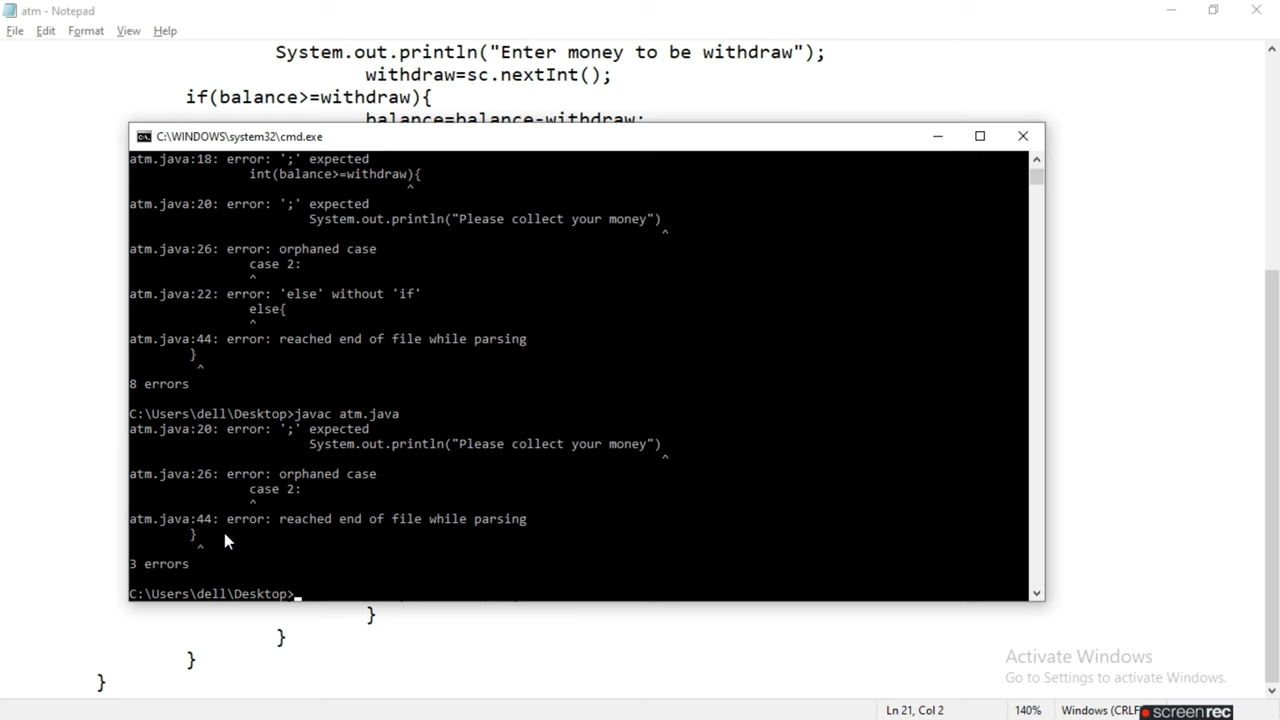 atm - Notepad
File Edit Format View Help
System.out.println("Enter money to be withdraw");
withdraw=sc.nextInt();
if(balance>=withdraw){
balance=balance-withdraw;
C:\WINDOWS\system32\cmd.exe
atm.java:18: error: ';' expected
int(balance>=withdraw){
^
atm.java:20: error: ';' expected
System.out.println("Please collect your money")
^
atm.java:26: error: orphaned case
case 2:
^
atm.java:22: error: 'else' without 'if'
else{
^
atm.java:44: error: reached end of file while parsing
}
^
8 errors
C:\Users\dell\Desktop>javac atm.java
atm.java:20: error: ';' expected
System.out.println("Please collect your money")
^
atm.java:26: error: orphaned case
case 2:
^
atm.java:44: error: reached end of file while parsing
}
^
3 errors
C:\Users\dell\Desktop>
}
}
}
}
Activate Windows
Go to Settings to activate Windows.
Ln 21, Col 2 140% Windows (CRLF
screenrec